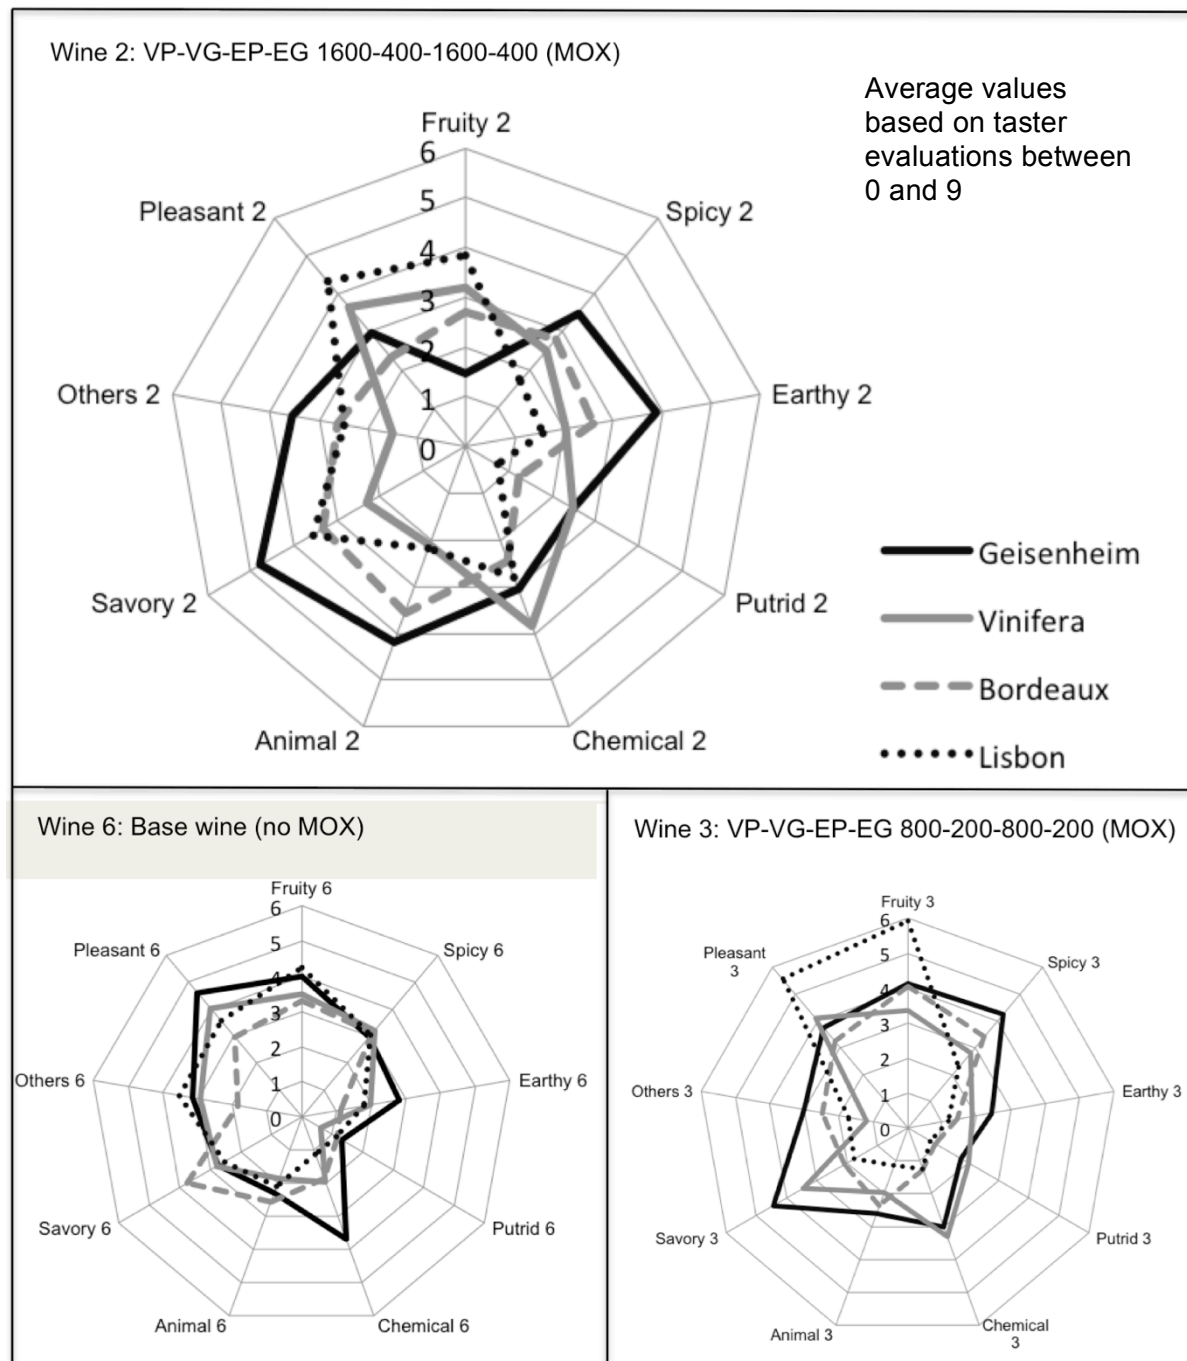 Wine 2: VP-VG-EP-EG 1600-400-1600-400 (MOX)
Average values
based on taster
evaluations between
0 and 9
Fruity 2
6
Pleasant 2
Spicy 2
5
4
3
2
Others 2
Earthy 2
1
0
Geisenheim
Savory 2
Putrid 2
Vinifera
Bordeaux
Animal 2
Chemical 2
Lisbon
Wine 6: Base wine (no MOX)
Fruity 6
6
Pleasant 6
Spicy 6
5
4
3
2
Others 6
Earthy 6
1
0
Savory 6
Putrid 6
Animal 6
Chemical 6
Wine 3: VP-VG-EP-EG 800-200-800-200 (MOX)
Fruity 3
6
Pleasant
3
Spicy 3
5
4
3
2
Others 3
Earthy 3
1
0
Savory 3
Putrid 3
Animal 3
Chemical
3